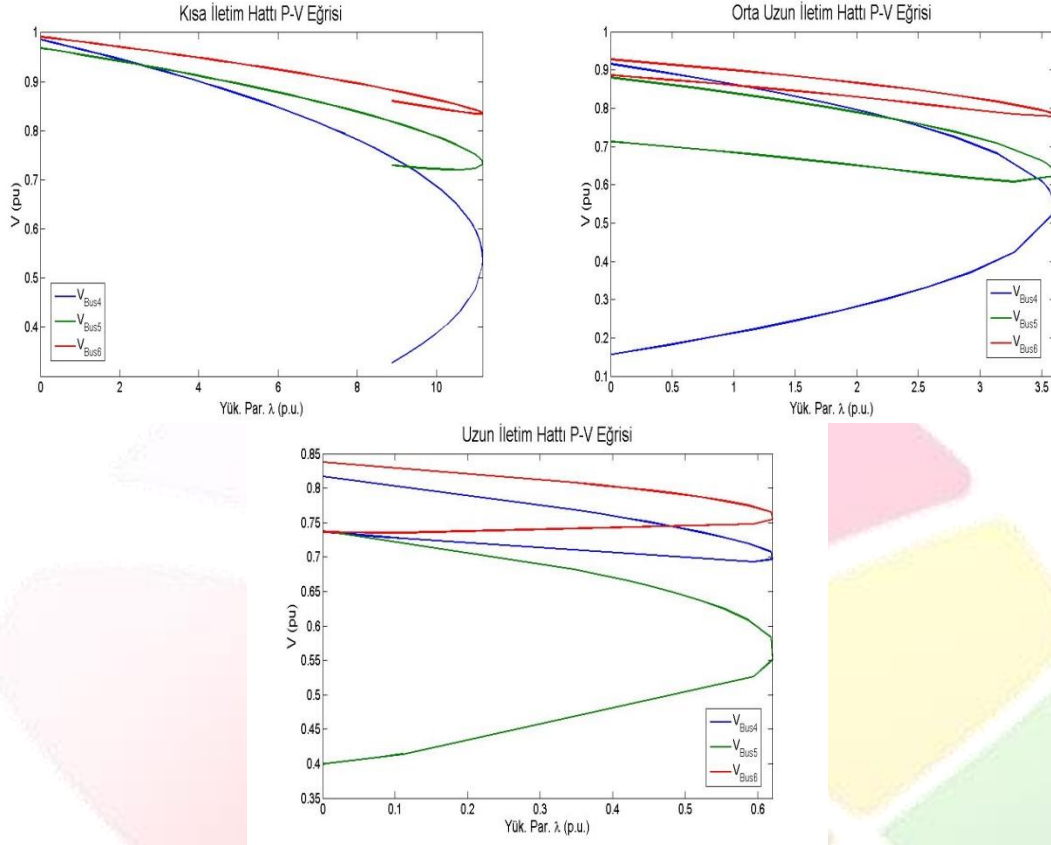 Kısa İletim Hattı P-V Eğrisi
1
0.9
0.8
0.7
0.6
0.5
0.4
V (pu)
V_Bus4
V_Bus5
V_Bus6
0 2 4 6 8 10
Yük. Par. λ (p.u.)
Orta Uzun İletim Hattı P-V Eğrisi
1
0.9
0.8
0.7
0.6
0.5
0.4
0.3
0.2
0.1
V (pu)
V_Bus4
V_Bus5
V_Bus6
0 0.5 1 1.5 2 2.5 3 3.5
Yük. Par. λ (p.u.)
Uzun İletim Hattı P-V Eğrisi
0.85
0.8
0.75
0.7
0.65
0.6
0.55
0.5
0.45
0.4
0.35
V (pu)
V_Bus4
V_Bus5
V_Bus6
0 0.1 0.2 0.3 0.4 0.5 0.6
Yük. Par. λ (p.u.)